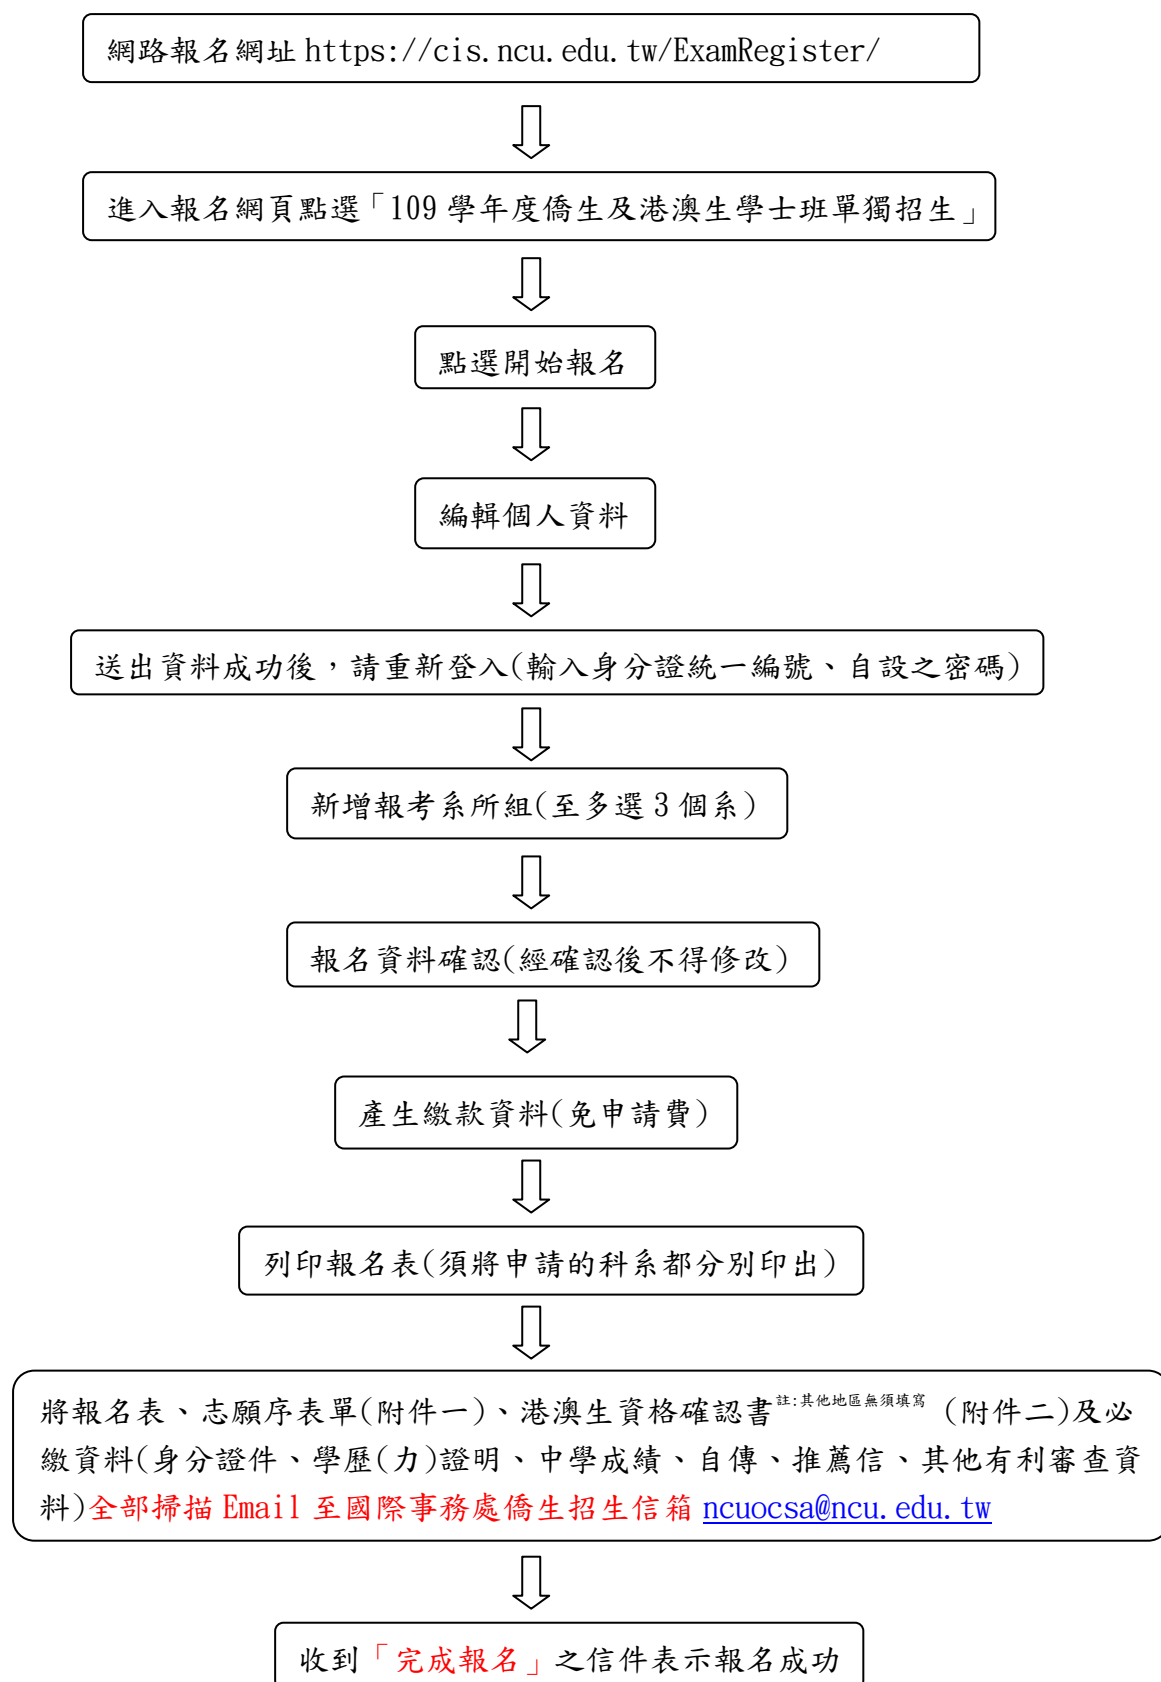 網路報名網址 https://cis.ncu.edu.tw/ExamRegister/
進入報名網頁點選「109 學年度僑生及港澳生學士班單獨招生」
點選開始報名
編輯個人資料
送出資料成功後，請重新登入(輸入身分證統一編號、自設之密碼)
新增報考系所組(至多選 3 個系)
報名資料確認(經確認後不得修改)
產生繳款資料(免申請費)
列印報名表(須將申請的科系都分別印出)
將報名表、志願序表單(附件一)、港澳生資格確認書註:其他地區無須填寫 (附件二)及必
繳資料(身分證件、學歷(力)證明、中學成績、自傳、推薦信、其他有利審查資
料)全部掃描 Email 至國際事務處僑生招生信箱 ncuocsa@ncu.edu.tw
收到「完成報名」之信件表示報名成功